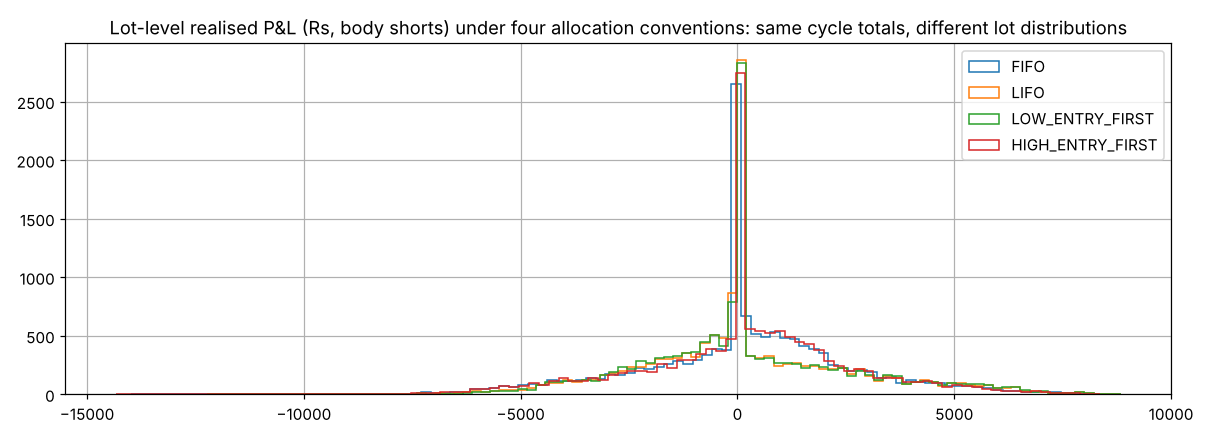 Lot-level realised P&L (Rs, body shorts) under four allocation conventions: same cycle totals, different lot distributions
FIFO
LIFO
LOW_ENTRY_FIRST
HIGH_ENTRY_FIRST
2500
2000
1500
1000
500
0
−15000 −10000 −5000 0 5000 10000